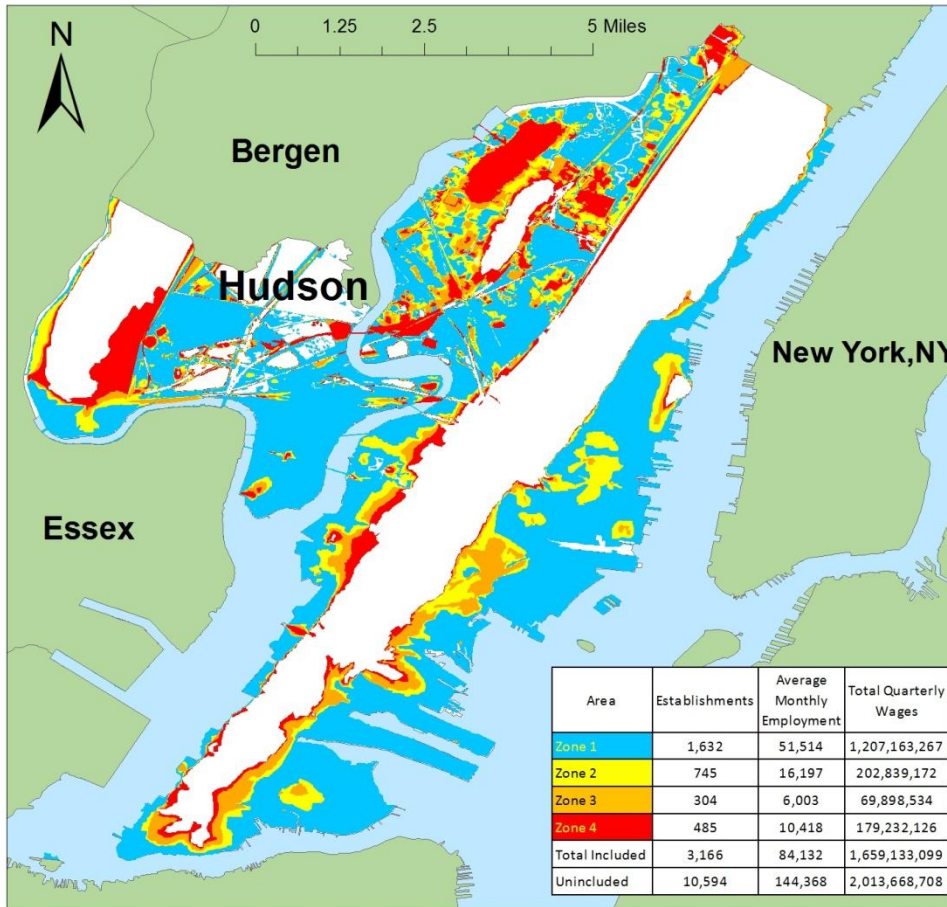 N
0 1.25 2.5 5 Miles
Bergen
Hudson
New York,NY
Essex
Area Establishments Average Monthly Employment Total Quarterly Wages
Zone 1 1,632 51,514 1,207,163,267
Zone 2 745 16,197 202,839,172
Zone 3 304 6,003 69,898,534
Zone 4 485 10,418 179,232,126
Total Included 3,166 84,132 1,659,133,099
Unincluded 10,594 144,368 2,013,668,708